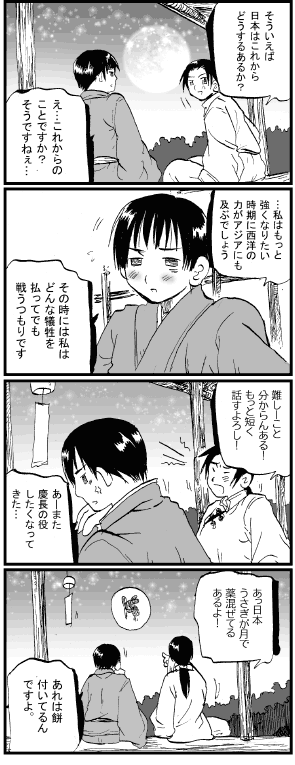 そういえば
日本はこれから
どうするあるか？
え…これからの
ことですか？
そうですねぇ…
…私はもっと
強くなりたい
時期に西洋の
力がアジアにも
及ぶでしょう
その時には私は
どんな犠牲を
払ってでも
戦うつもりです
難しーこと
分からんある！
もっと短く
話すよろし！
あーまた
慶長の役
したくなって
きた…
あっ日本
うさぎが月で
薬混ぜてる
あるよ！
あれは餅
付いてるん
ですよ。